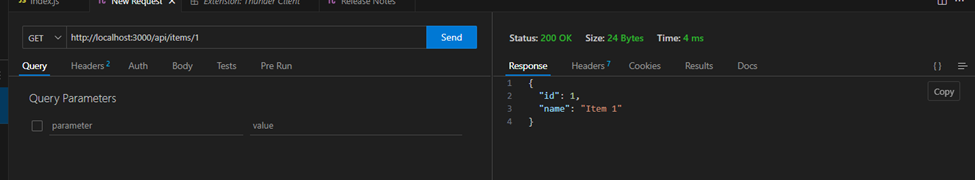 JS index.js TC New Request × Extension: Thunder Client TC Release Notes
GET http://localhost:3000/api/items/1 Send
Query Headers 2 Auth Body Tests Pre Run
Query Parameters
parameter value
Status: 200 OK Size: 24 Bytes Time: 4 ms
Response Headers 7 Cookies Results Docs { }
Copy
1 {
2 "id": 1,
3 "name": "Item 1"
4 }